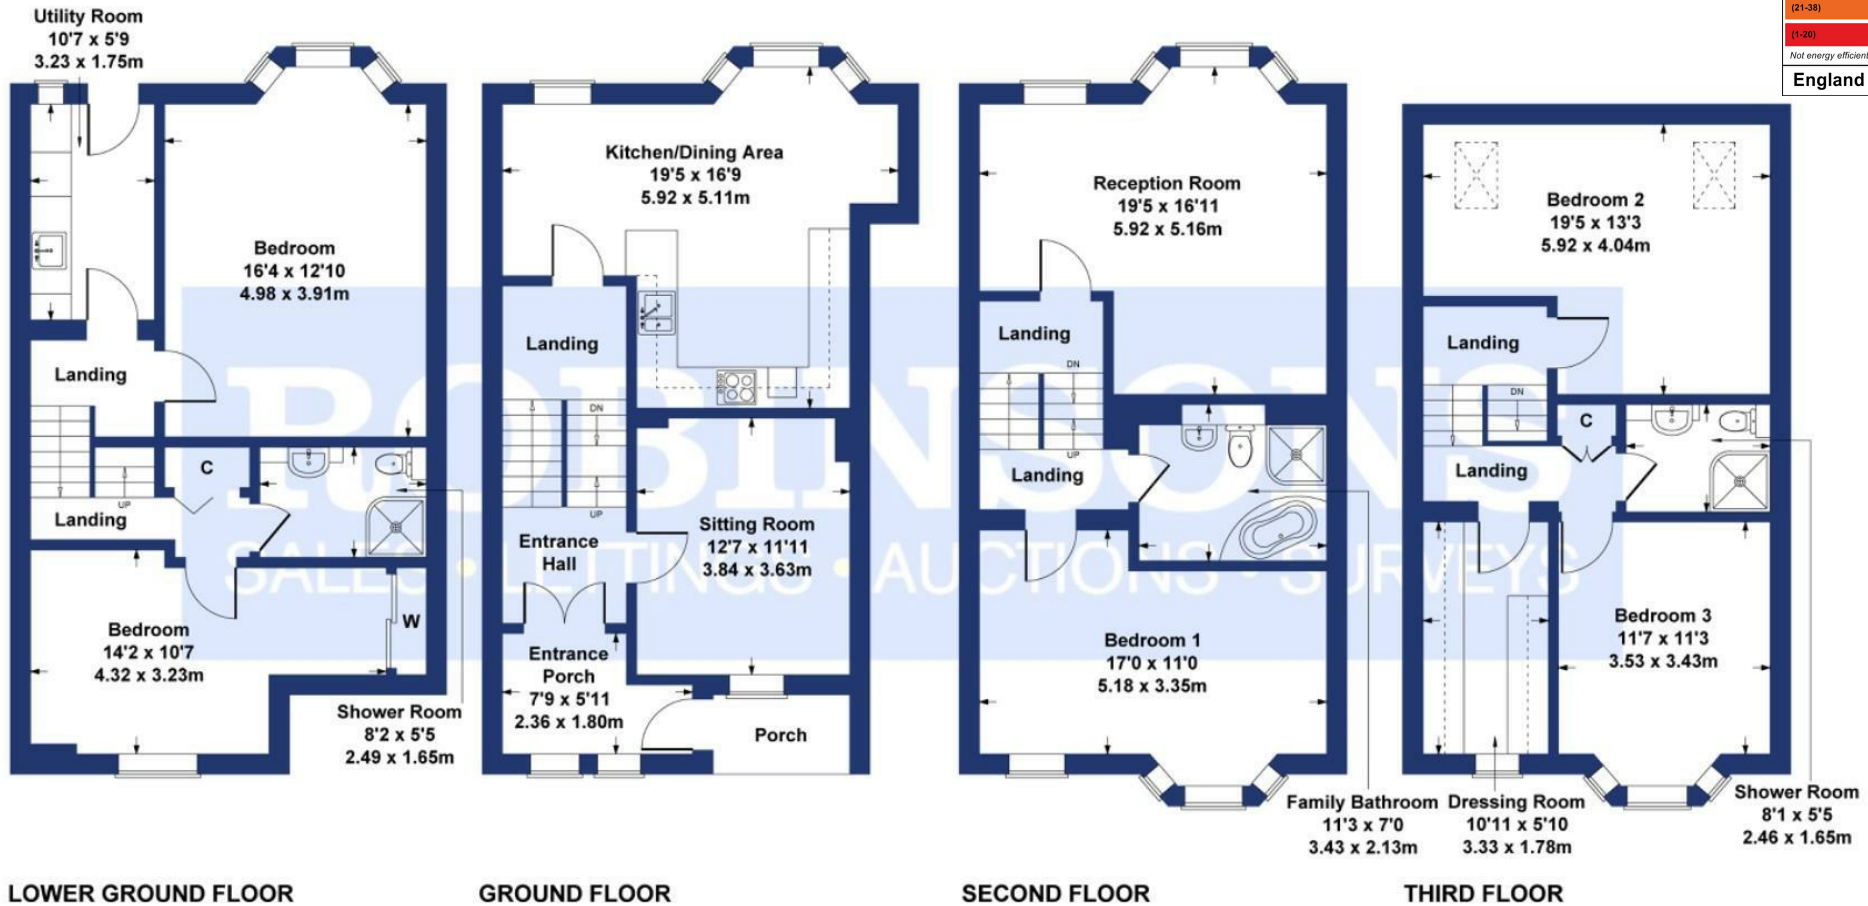 Utility Room
10'7 x 5'9
3.23 x 1.75m
Bedroom
16'4 x 12'10
4.98 x 3.91m
Landing
C
UP
Landing
Bedroom
14'2 x 10'7
4.32 x 3.23m
W
Shower Room
8'2 x 5'5
2.49 x 1.65m
LOWER GROUND FLOOR
Kitchen/Dining Area
19'5 x 16'9
5.92 x 5.11m
Landing
DN
UP
Entrance
Hall
Sitting Room
12'7 x 11'11
3.84 x 3.63m
Entrance
Porch
7'9 x 5'11
2.36 x 1.80m
Porch
GROUND FLOOR
Reception Room
19'5 x 16'11
5.92 x 5.16m
Landing
DN
UP
Landing
Bedroom 1
17'0 x 11'0
5.18 x 3.35m
Family Bathroom
11'3 x 7'0
3.43 x 2.13m
SECOND FLOOR
Bedroom 2
19'5 x 13'3
5.92 x 4.04m
Landing
DN
C
Landing
Bedroom 3
11'7 x 11'3
3.53 x 3.43m
Dressing Room
10'11 x 5'10
3.33 x 1.78m
Shower Room
8'1 x 5'5
2.46 x 1.65m
THIRD FLOOR
ROBINSONS
SALES • LETTINGS • AUCTIONS • SURVEYS
(21-38)
(1-20)
Not energy efficient
England